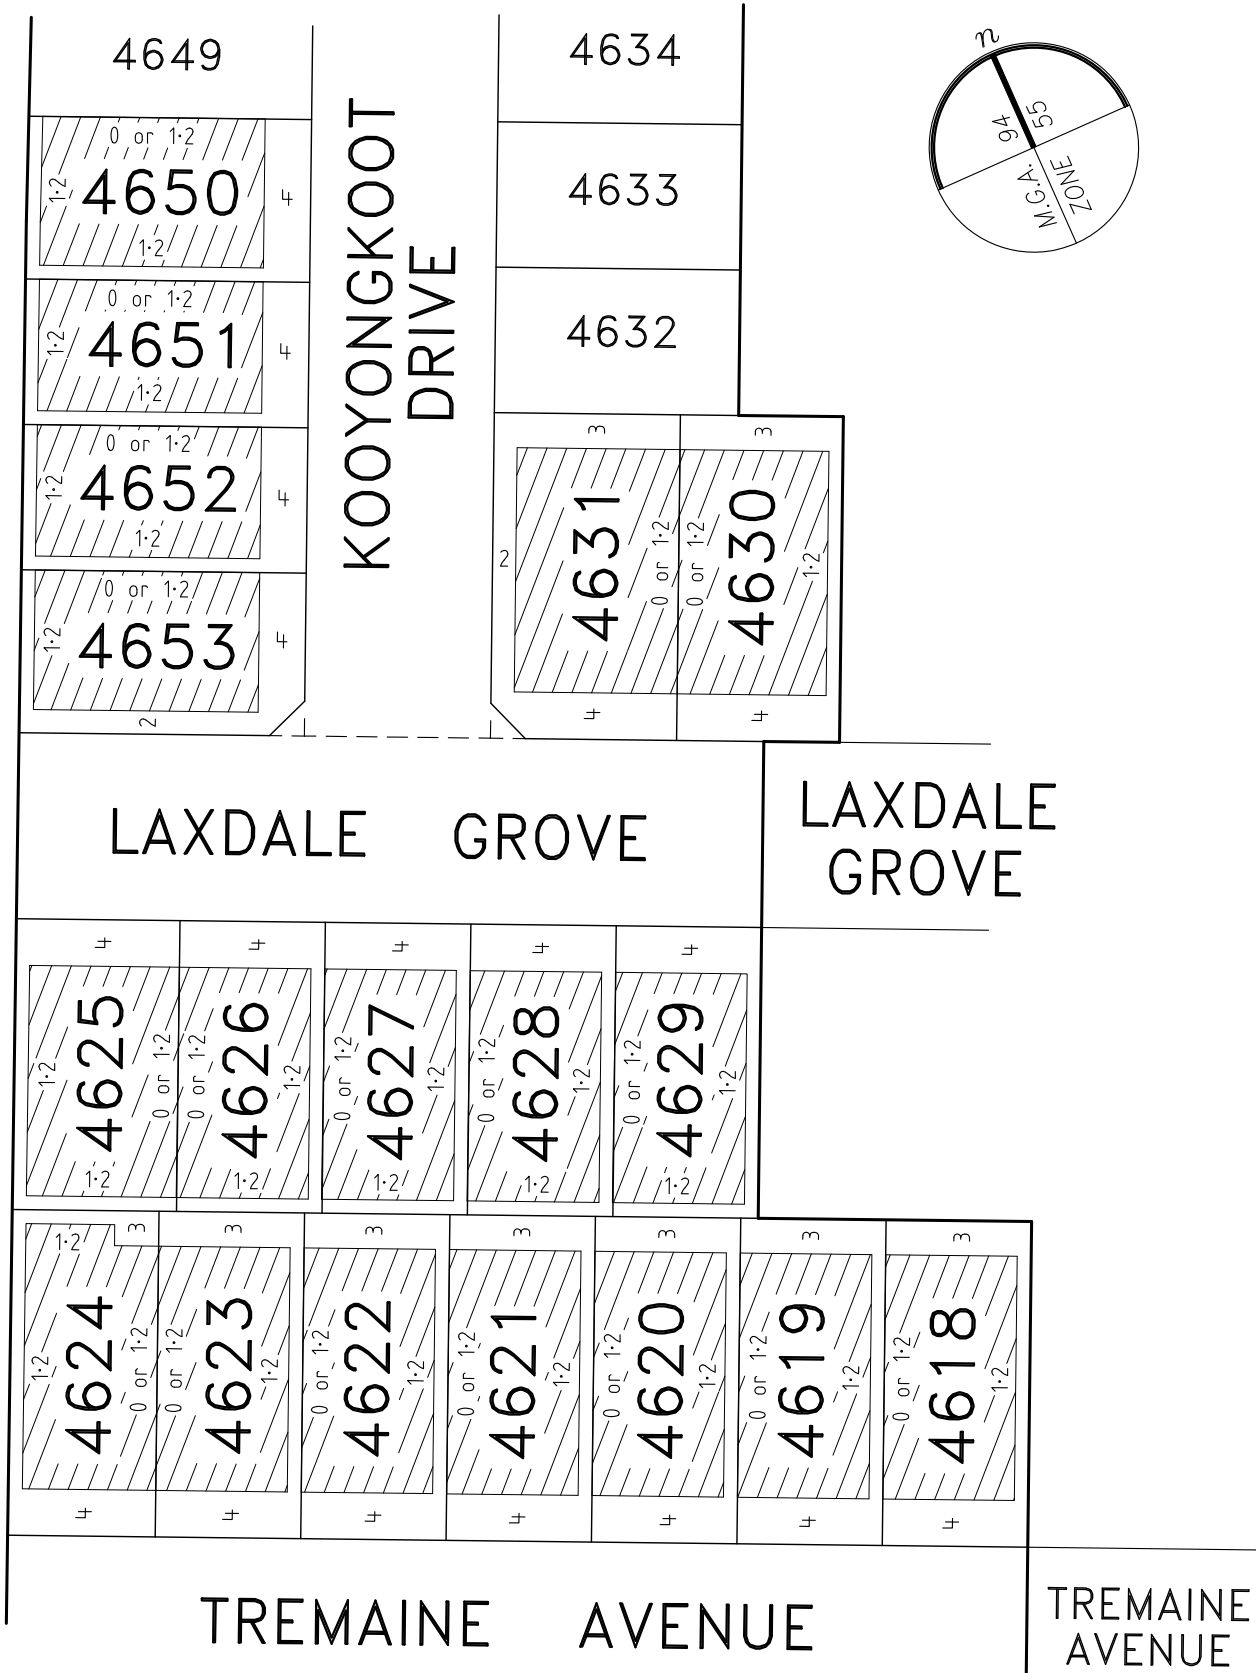 4649
4634
n
94
55
M.G.A.
ZONE
0 or 1·2
1·2
4650
4
1·2
KOOYONGKOOT
DRIVE
4633
0 or 1·2
1·2
4651
4
1·2
4632
0 or 1·2
1·2
4652
4
1·2
3
3
2
4631
0 or 1·2
0 or 1·2
4630
1·2
4
4
0 or 1·2
1·2
4653
4
2
LAXDALE GROVE
LAXDALE
GROVE
4
4
4
4
4
1·2
4625
0 or 1·2
0 or 1·2
4626
1·2
0 or 1·2
4627
1·2
0 or 1·2
4628
1·2
0 or 1·2
4629
1·2
1·2
1·2
1·2
1·2
1·2
1·2
3
3
3
3
3
3
3
1·2
4624
0 or 1·2
0 or 1·2
4623
1·2
0 or 1·2
4622
1·2
0 or 1·2
4621
1·2
0 or 1·2
4620
1·2
0 or 1·2
4619
1·2
0 or 1·2
4618
1·2
4
4
4
4
4
4
4
TREMAINE AVENUE
TREMAINE
AVENUE